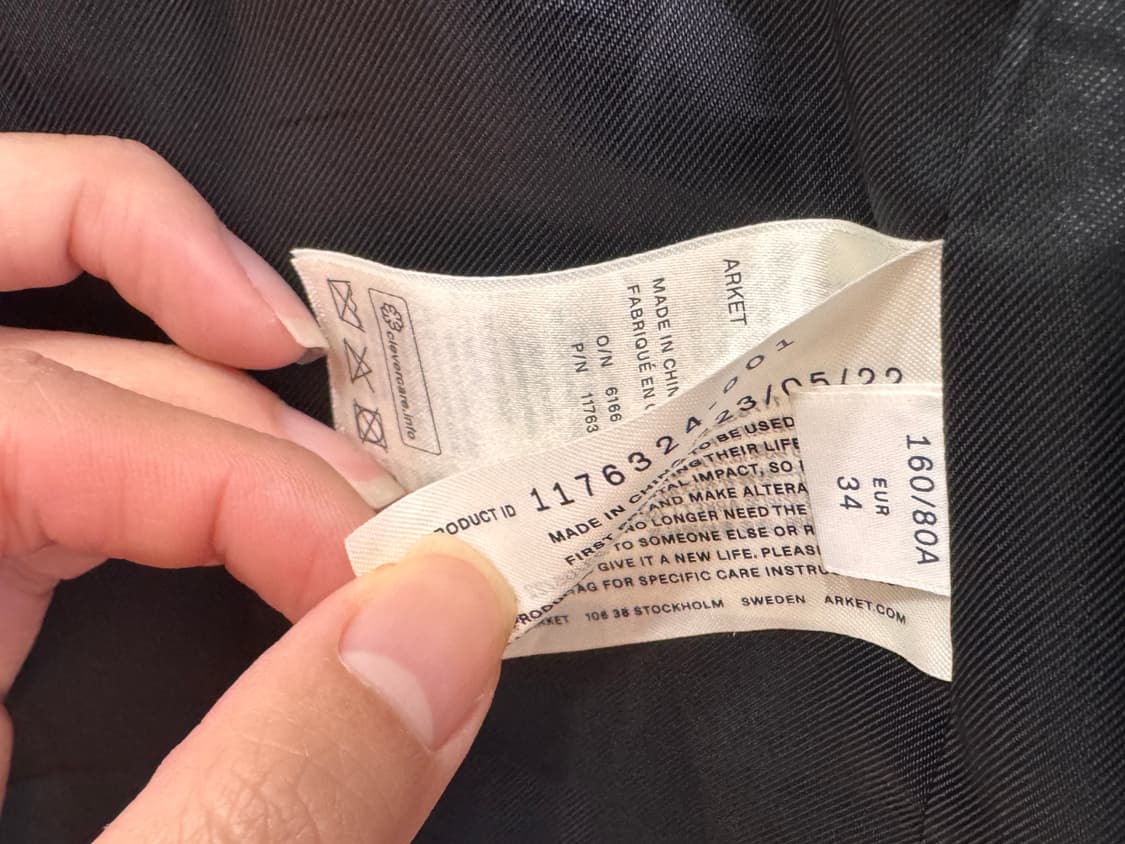 ARKET
MADE IN CHIN
FABRIQUÉ EN
O/N 6166
P/N 11763
clevercare.info
PRODUCT ID 1176324-001
MADE IN
FIRST
23/05/22
TO BE USED
THEIR LIFE
IMPACT, SO
AND MAKE ALTERA
NO LONGER NEED THE
TO SOMEONE ELSE OR
GIVE IT A NEW LIFE. PLEAS
FOR SPECIFIC CARE INSTRU
106 38 STOCKHOLM SWEDEN ARKET.COM
160/80A
EUR
34